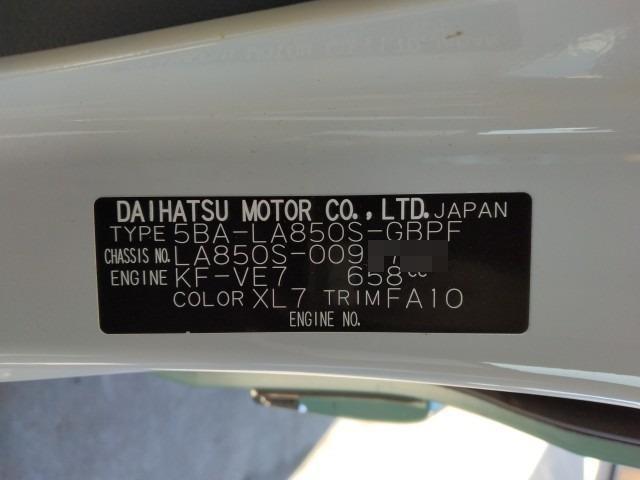 DAIHATSU MOTOR CO.,LTD. JAPAN
TYPE 5BA-LA850S-GBPF
CHASSIS NO. LA850S-009
ENGINE KF-VE7 658cc
COLOR XL7 TRIM FA10
ENGINE NO.